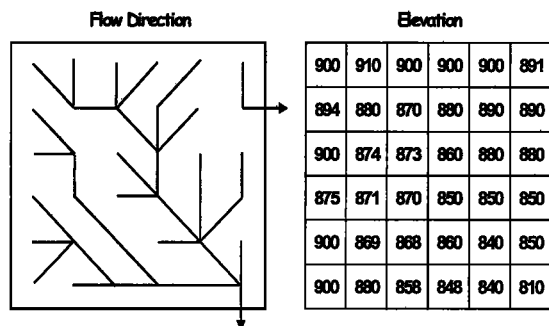 Flow Direction
Elevation
900 910 900 900 900 891
894 880 870 880 890 890
900 874 873 860 880 880
875 871 870 850 850 850
900 869 868 860 840 850
900 880 858 848 840 810